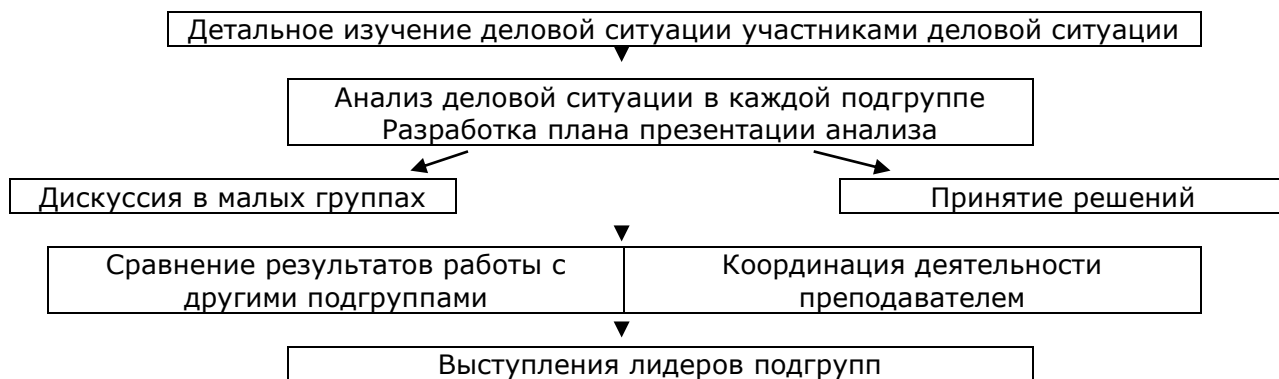 Детальное изучение деловой ситуации участниками деловой ситуации
Анализ деловой ситуации в каждой подгруппе
Разработка плана презентации анализа
Дискуссия в малых группах
Принятие решений
Сравнение результатов работы с
другими подгруппами
Координация деятельности
преподавателем
Выступления лидеров подгрупп